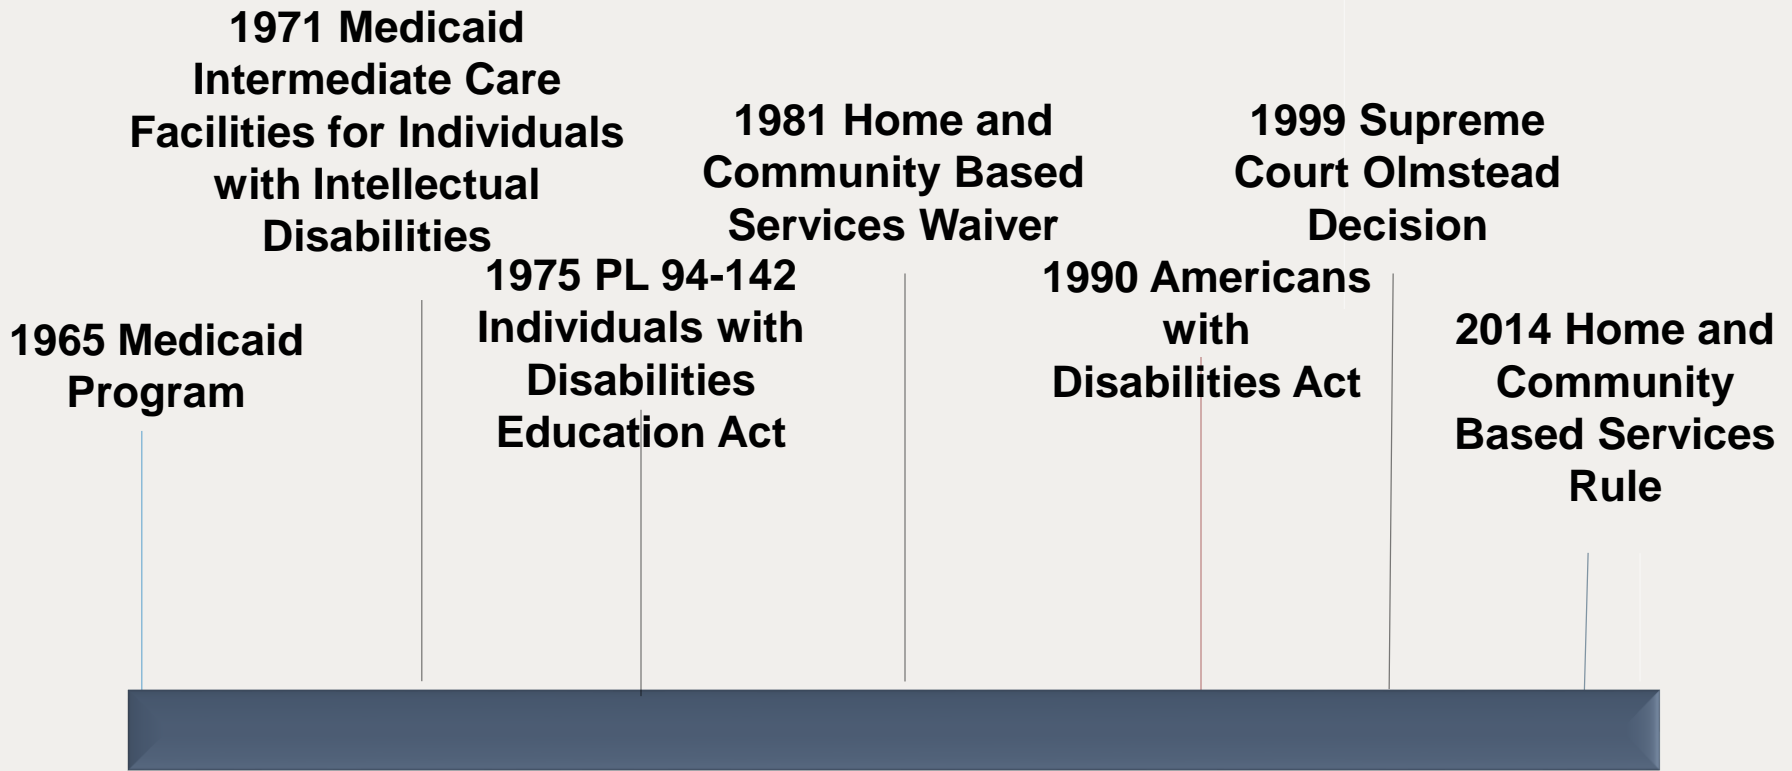 1965 Medicaid
Program
1971 Medicaid
Intermediate Care
Facilities for Individuals
with Intellectual
Disabilities
1975 PL 94-142
Individuals with
Disabilities
Education Act
1981 Home and
Community Based
Services Waiver
1990 Americans
with
Disabilities Act
1999 Supreme
Court Olmstead
Decision
2014 Home and
Community
Based Services
Rule